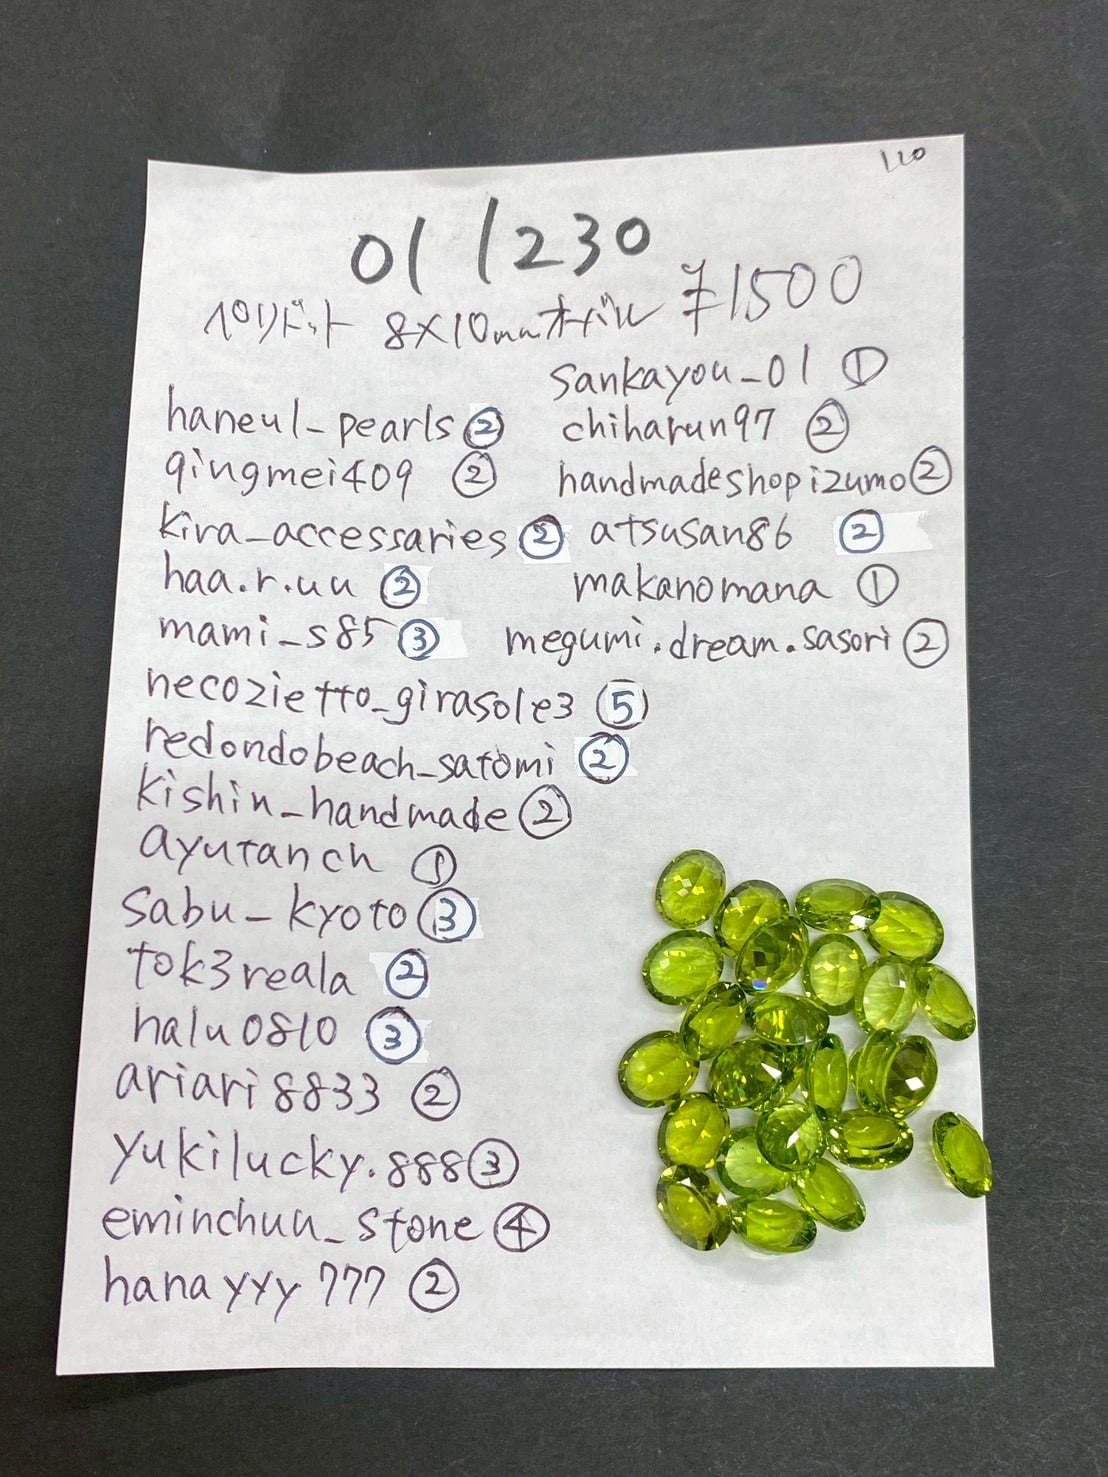 110
011230
ペリドット 8×10mmオーバル ¥1500
sankayou_01 ①
haneul_pearls ② chiharun97 ②
qingmei409 ② handmadeshopizumo ②
kira_accessaries ② atsusan86 ②
haa.r.uu ② makanomana ①
mami_s85 ③ megumi.dream.sasori ②
necozietto_girasole3 ⑤
redondobeach_satomi ②
kishin_handmade ②
ayutanch ①
sabu_kyoto ③
tok3reala ②
halu0810 ③
ariari8833 ②
yukilucky.888 ③
eminchuu_stone ④
hanayyy777 ②